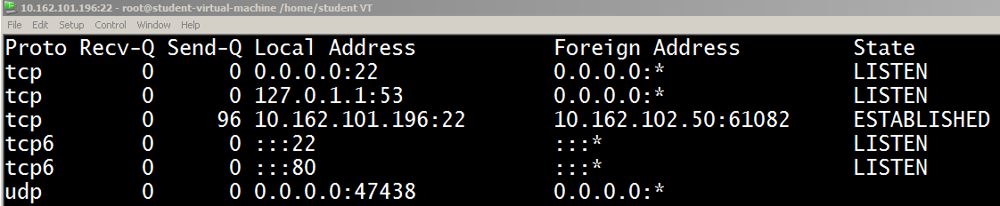 10.162.101.196:22 - root@student-virtual-machine /home/student VT
File Edit Setup Control Window Help
Proto Recv-Q Send-Q Local Address Foreign Address State
tcp 0 0 0.0.0.0:22 0.0.0.0:* LISTEN
tcp 0 0 127.0.1.1:53 0.0.0.0:* LISTEN
tcp 0 96 10.162.101.196:22 10.162.102.50:61082 ESTABLISHED
tcp6 0 0 :::22 :::* LISTEN
tcp6 0 0 :::80 :::* LISTEN
udp 0 0 0.0.0.0:47438 0.0.0.0:*